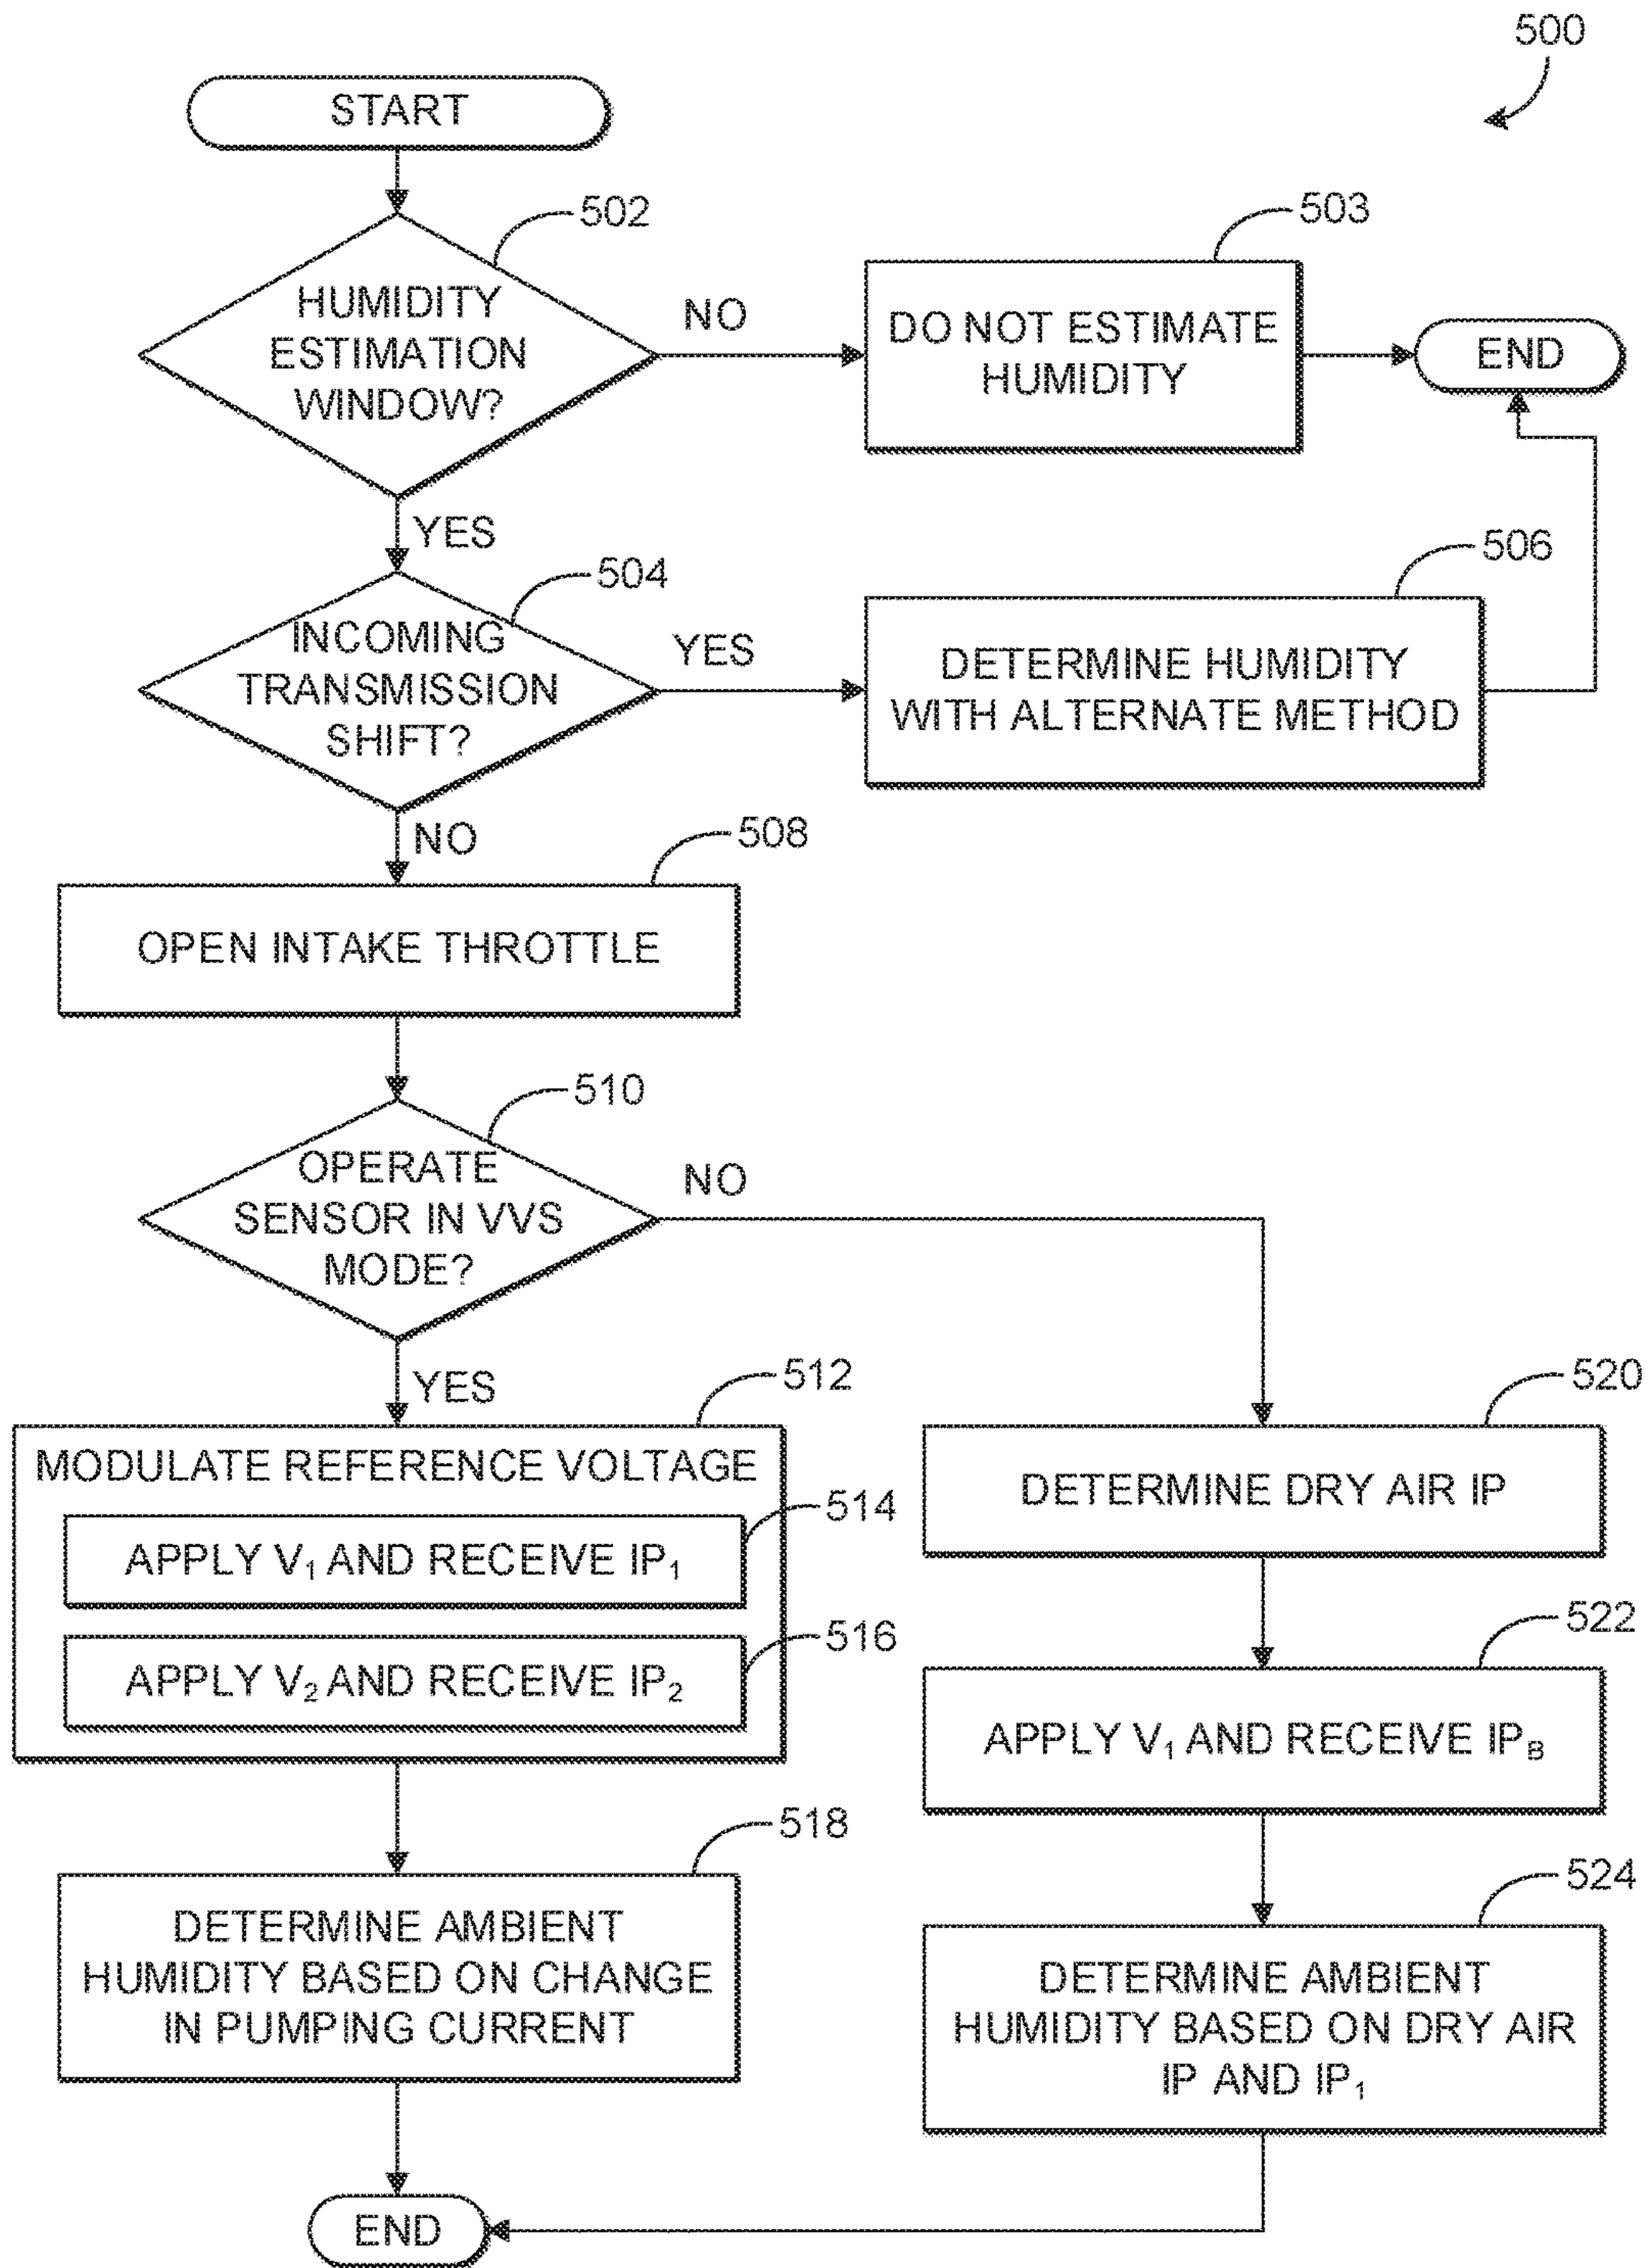 500
START
502
HUMIDITY
ESTIMATION
WINDOW?
NO
503
DO NOT ESTIMATE
HUMIDITY
END
YES
504
INCOMING
TRANSMISSION
SHIFT?
YES
506
DETERMINE HUMIDITY
WITH ALTERNATE METHOD
NO
508
OPEN INTAKE THROTTLE
510
OPERATE
SENSOR IN VVS
MODE?
NO
YES
512
MODULATE REFERENCE VOLTAGE
514
APPLY V₁ AND RECEIVE IP₁
516
APPLY V₂ AND RECEIVE IP₂
518
DETERMINE AMBIENT
HUMIDITY BASED ON CHANGE
IN PUMPING CURRENT
520
DETERMINE DRY AIR IP
522
APPLY V₁ AND RECEIVE IP_B
524
DETERMINE AMBIENT
HUMIDITY BASED ON DRY AIR
IP AND IP₁
END